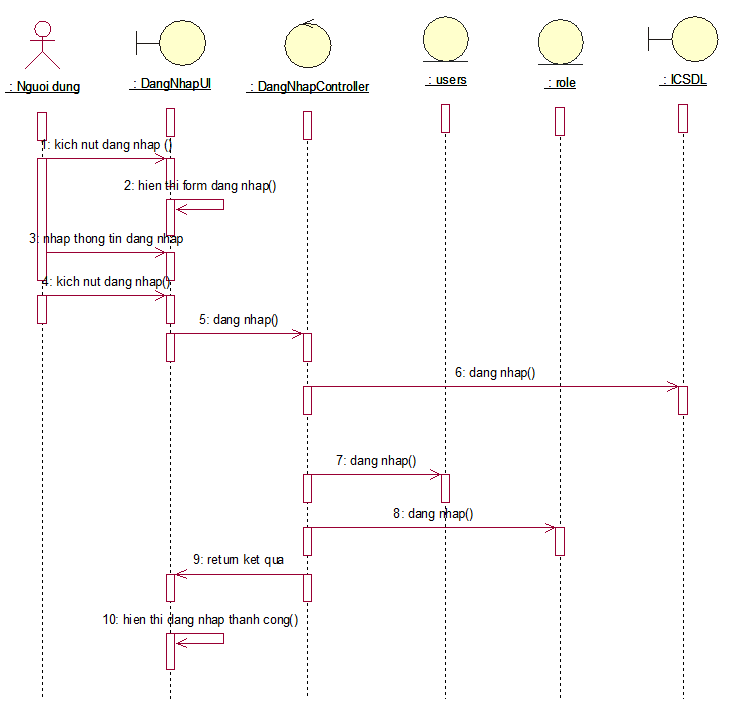 : Nguoi dung
: DangNhapUI
: DangNhapController
: users
: role
: ICSDL
1: kich nut dang nhap ()
2: hien thi form dang nhap()
3: nhap thong tin dang nhap
4: kich nut dang nhap()
5: dang nhap()
6: dang nhap()
7: dang nhap()
8: dang nhap()
9: return ket qua
10: hien thi dang nhap thanh cong()